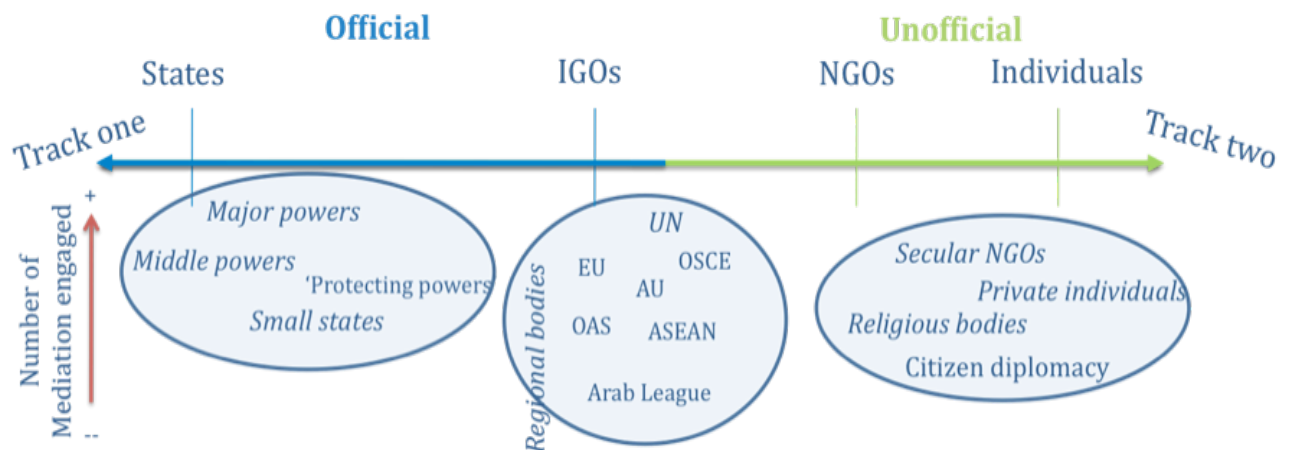 Official
Unofficial
States
IGOs
NGOs
Individuals
Track one
Track two
Number of
Mediation engaged
+
--
Major powers
Middle powers
'Protecting powers
Small states
Regional bodies
UN
EU
OSCE
AU
OAS
ASEAN
Arab League
Secular NGOs
Private individuals
Religious bodies
Citizen diplomacy